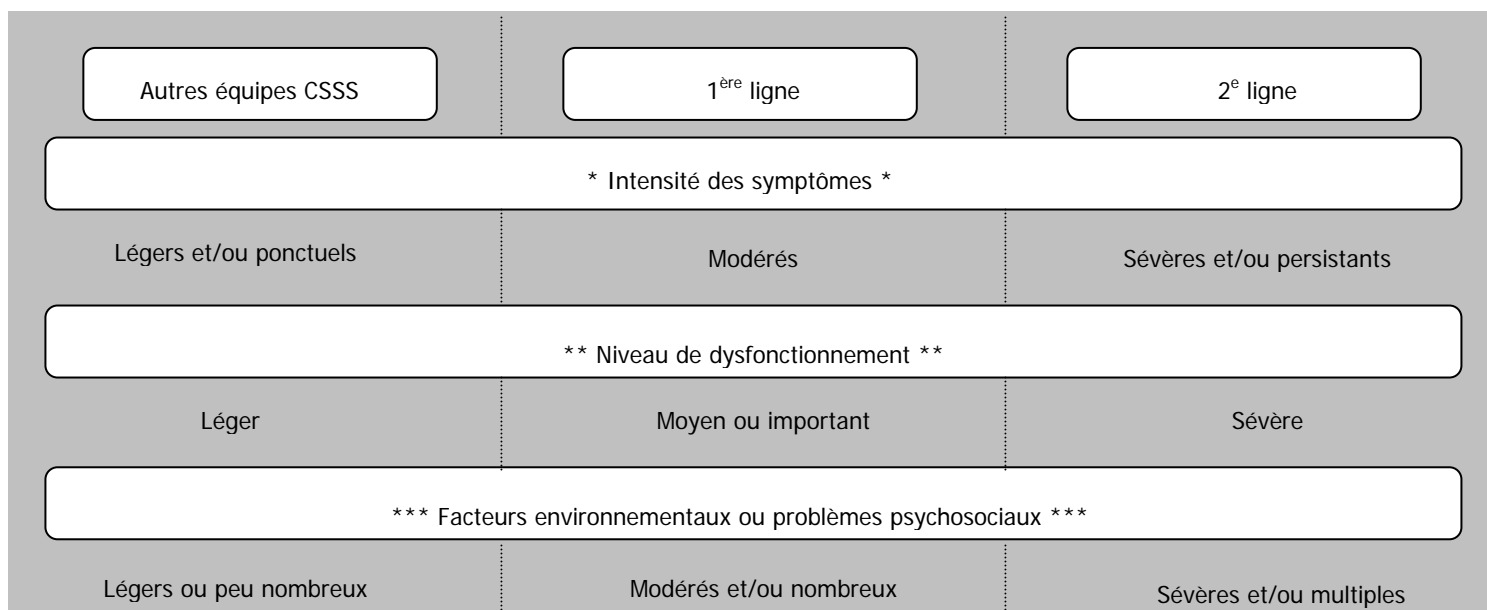 Autres équipes CSSS
1ère ligne
2e ligne
* Intensité des symptômes *
Légers et/ou ponctuels
Modérés
Sévères et/ou persistants
** Niveau de dysfonctionnement **
Léger
Moyen ou important
Sévère
*** Facteurs environnementaux ou problèmes psychosociaux ***
Légers ou peu nombreux
Modérés et/ou nombreux
Sévères et/ou multiples